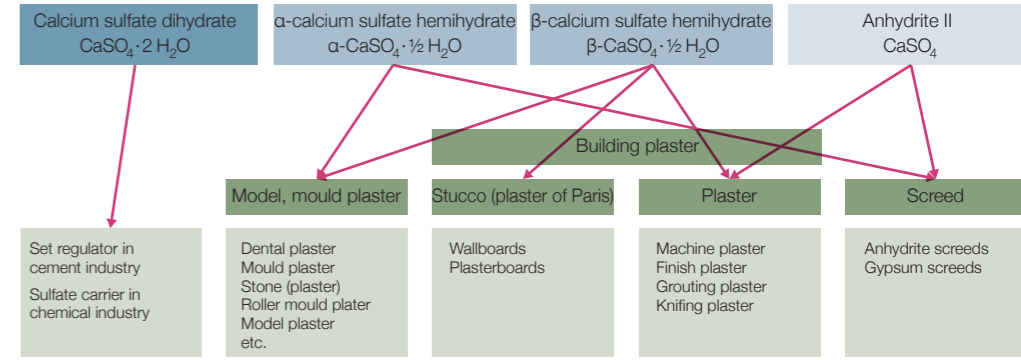 Calcium sulfate dihydrate
CaSO₄ · 2 H₂O
α-calcium sulfate hemihydrate
α-CaSO₄ · ½ H₂O
β-calcium sulfate hemihydrate
β-CaSO₄ · ½ H₂O
Anhydrite II
CaSO₄
Building plaster
Model, mould plaster
Stucco (plaster of Paris)
Plaster
Screed
Set regulator in
cement industry
Sulfate carrier in
chemical industry
Dental plaster
Mould plaster
Stone (plaster)
Roller mould plater
Model plaster
etc.
Wallboards
Plasterboards
Machine plaster
Finish plaster
Grouting plaster
Knifing plaster
Anhydrite screeds
Gypsum screeds